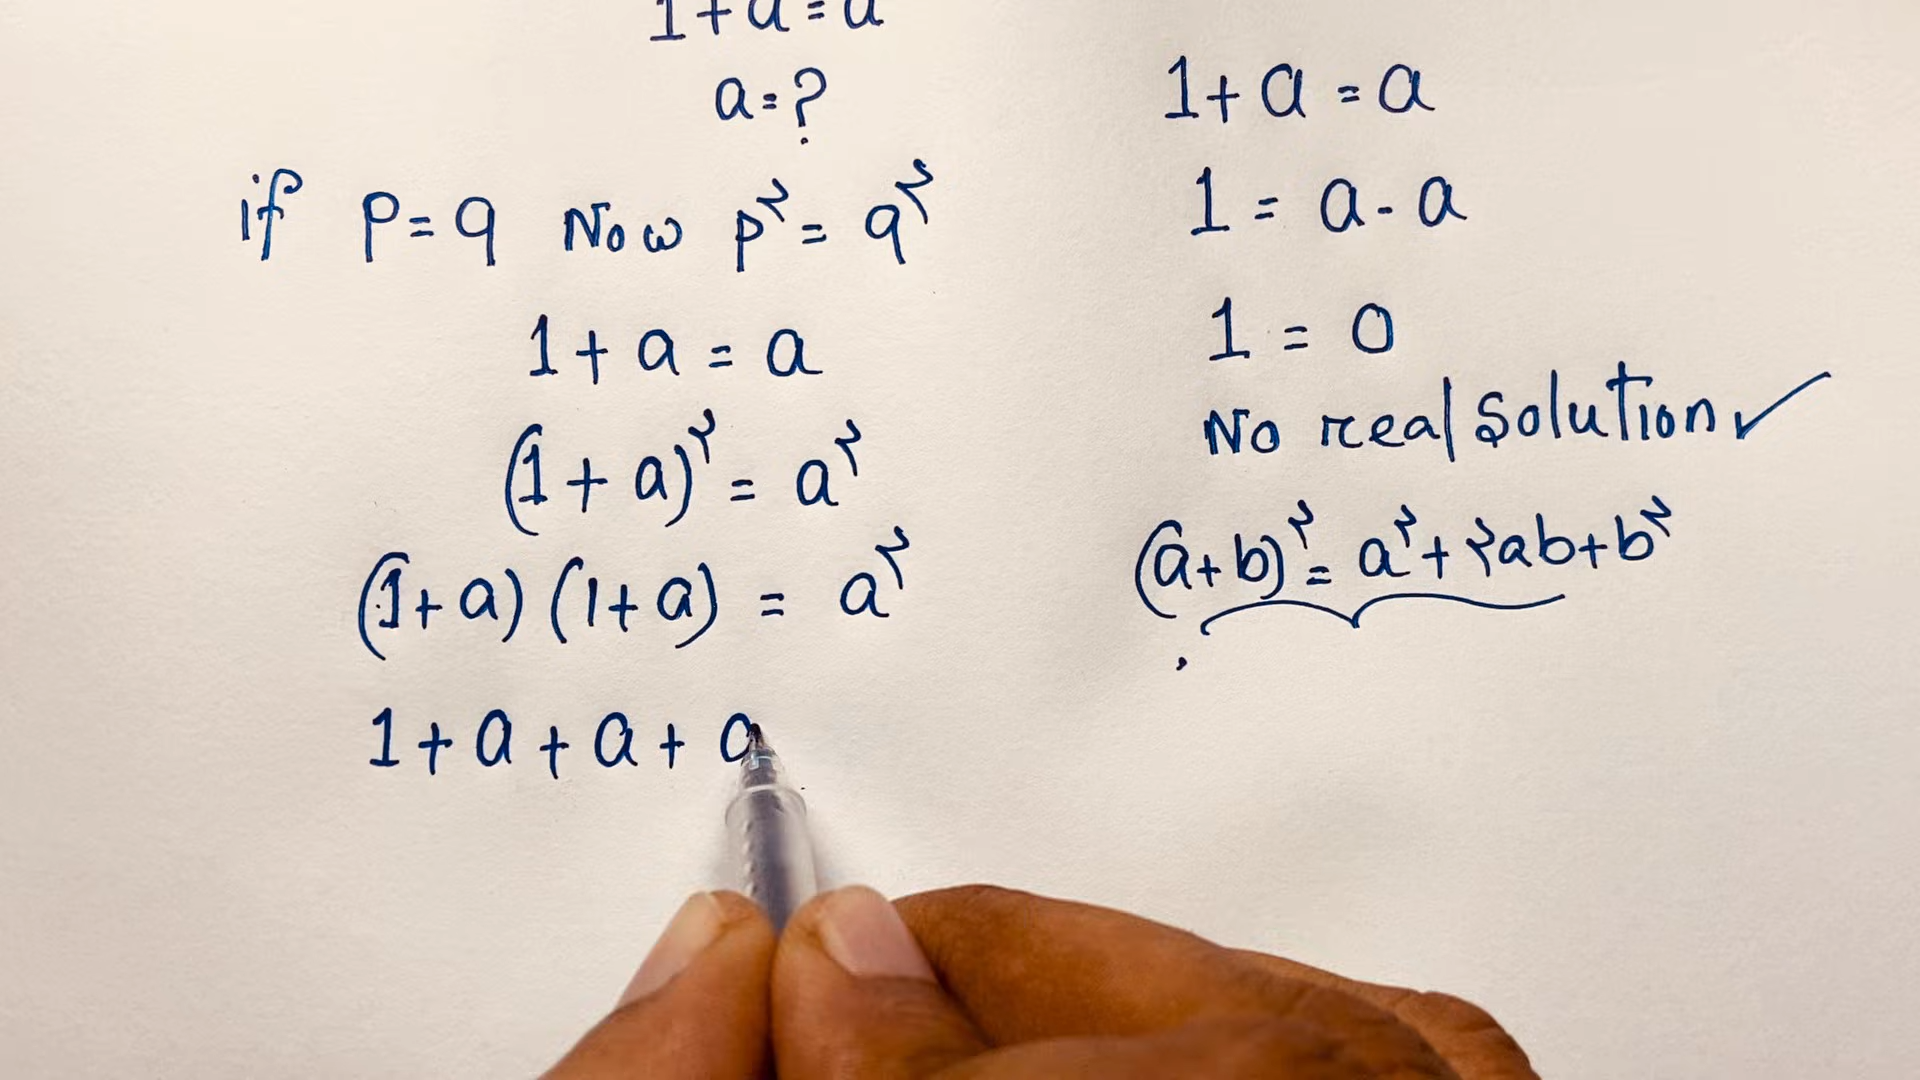 1+a=a
a=?
if p=q Now p²=q²
1+a=a
(1+a)²=a²
(1+a)(1+a)=a²
1+a+a+a
1+a=a
1=a-a
1=0
No real solution✓
(a+b)²=a²+2ab+b²